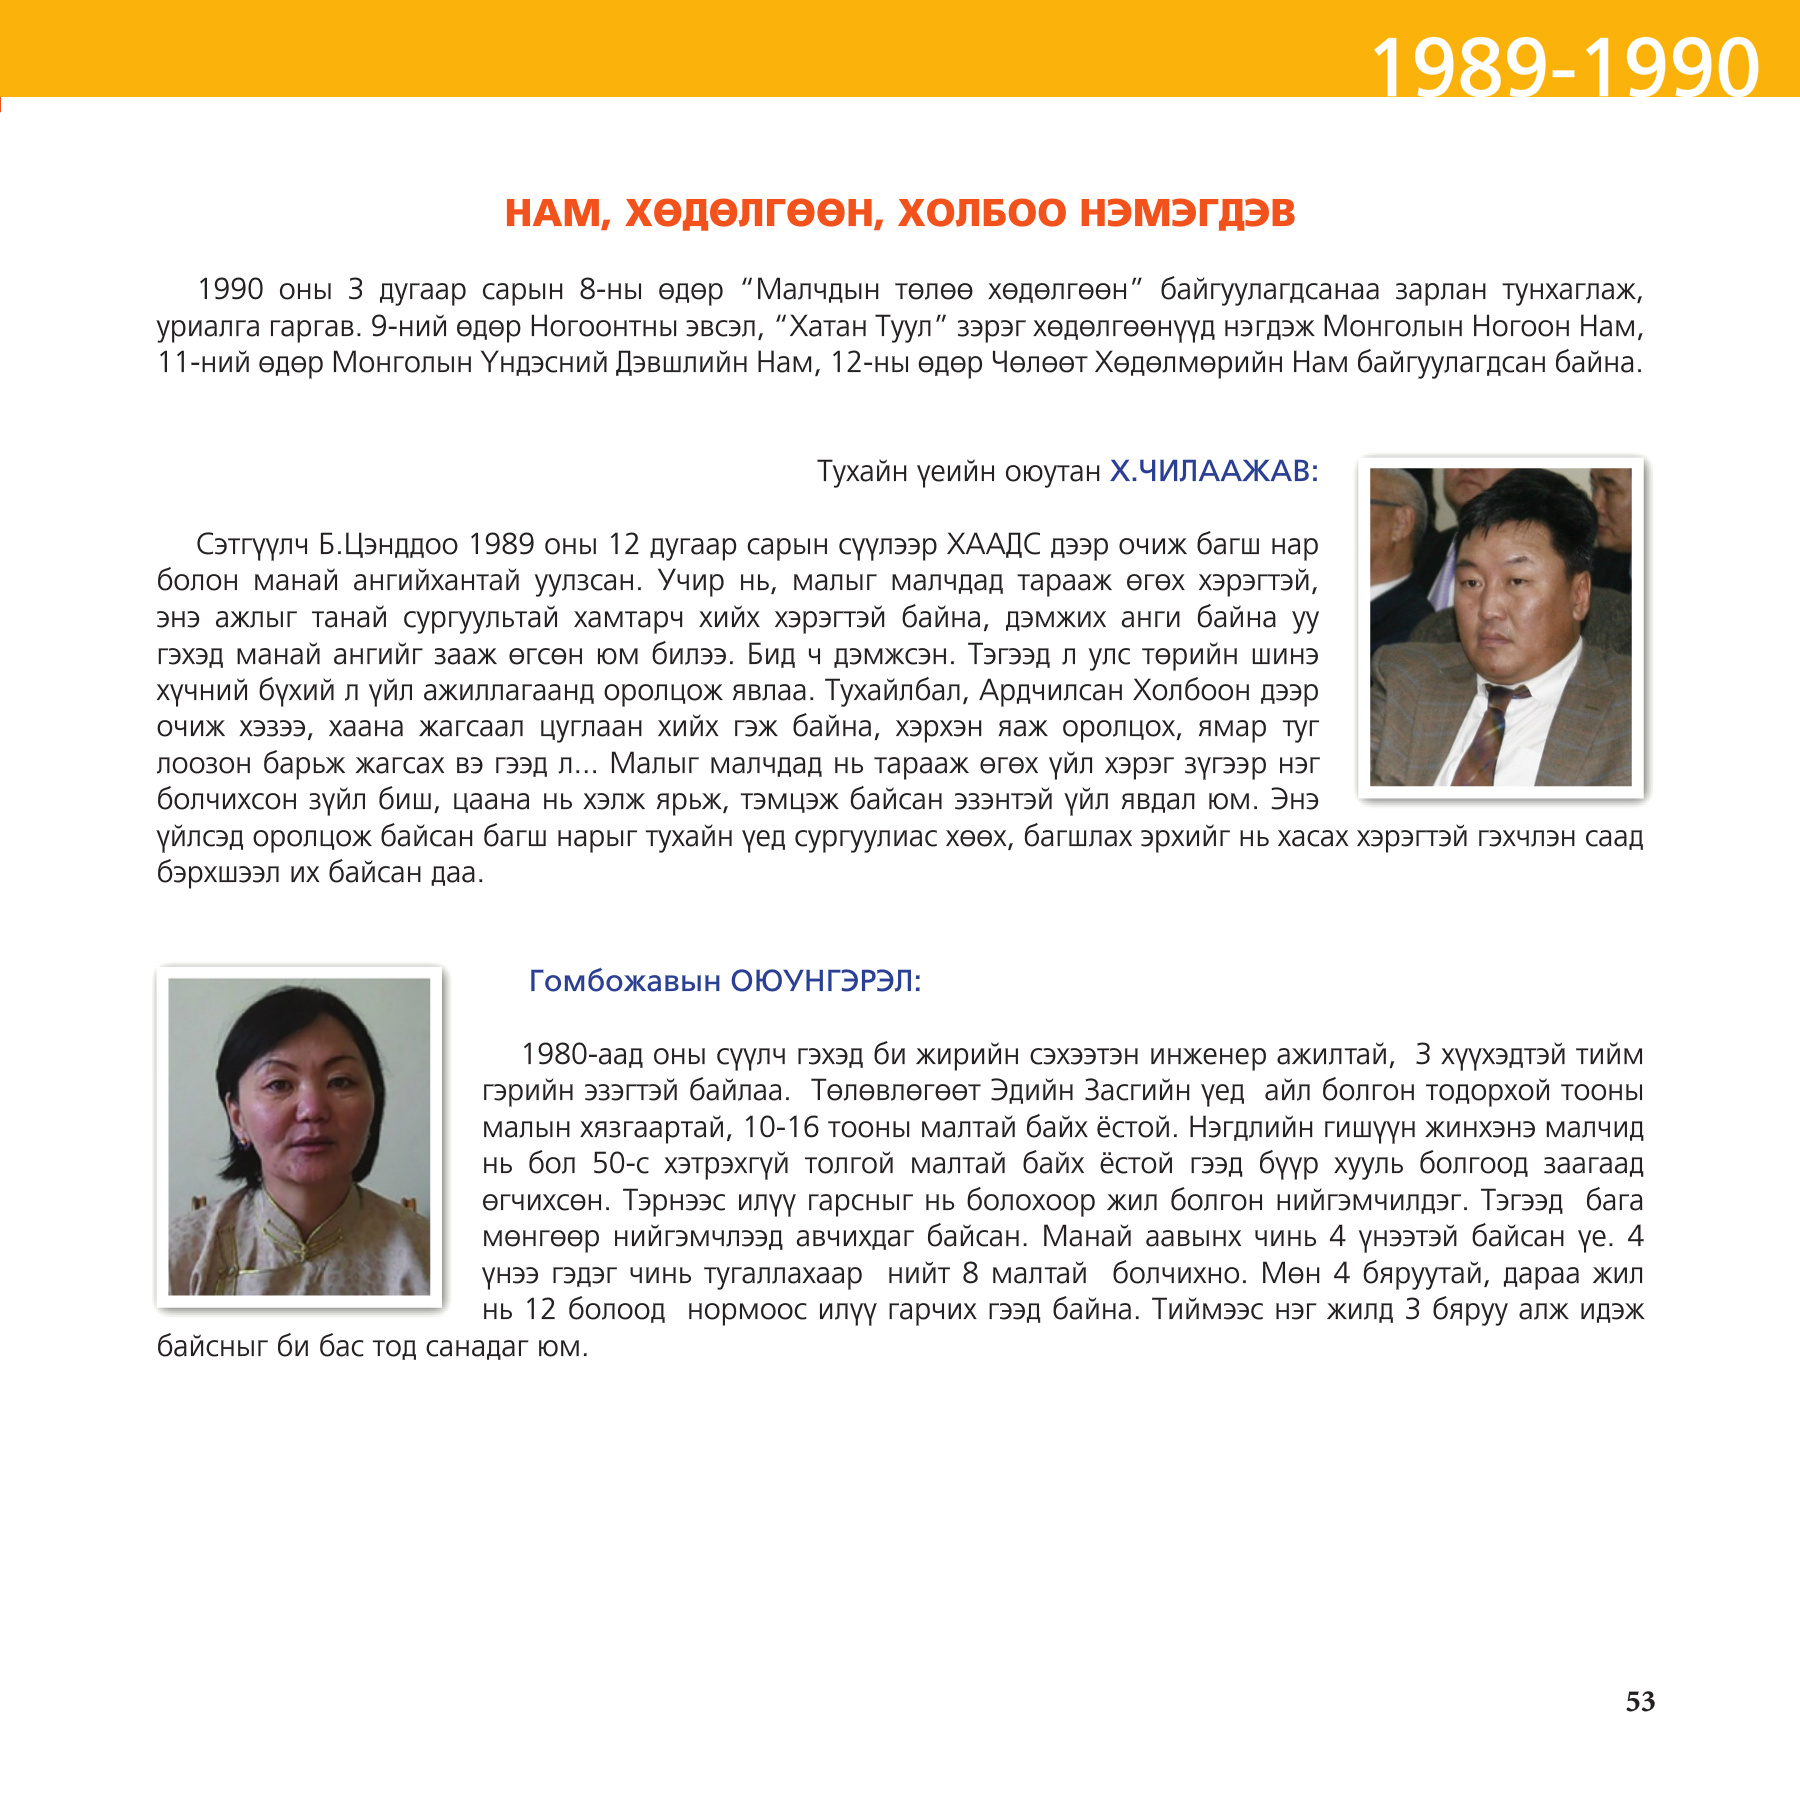 1989-1990
НАМ, ХӨДӨЛГӨӨН, ХОЛБОО НЭМЭГДЭВ
1990 оны 3 дугаар сарын 8-ны өдөр “Малчдын төлөө хөдөлгөөн” байгуулагдсанаа зарлан тунхаглаж,
уриалга гаргав. 9-ний өдөр Ногоонтны эвсэл, “Хатан Туул” зэрэг хөдөлгөөнүүд нэгдэж Монголын Ногоон Нам,
11-ний өдөр Монголын Үндэсний Дэвшлийн Нам, 12-ны өдөр Чөлөөт Хөдөлмөрийн Нам байгуулагдсан байна.
Тухайн үеийн оюутан Х.ЧИЛААЖАВ:
Сэтгүүлч Б.Цэнддоо 1989 оны 12 дугаар сарын сүүлээр ХААДС дээр очиж багш нар
болон манай ангийхантай уулзсан. Учир нь, малыг малчдад тарааж өгөх хэрэгтэй,
энэ ажлыг танай сургуультай хамтарч хийх хэрэгтэй байна, дэмжих анги байна уу
гэхэд манай ангийг зааж өгсөн юм билээ. Бид ч дэмжсэн. Тэгээд л улс төрийн шинэ
хүчний бүхий л үйл ажиллагаанд оролцож явлаа. Тухайлбал, Ардчилсан Холбоон дээр
очиж хэзээ, хаана жагсаал цуглаан хийх гэж байна, хэрхэн яаж оролцох, ямар туг
лоозон барьж жагсах вэ гээд л... Малыг малчдад нь тарааж өгөх үйл хэрэг зүгээр нэг
болчихсон зүйл биш, цаана нь хэлж ярьж, тэмцэж байсан эзэнтэй үйл явдал юм. Энэ
үйлсэд оролцож байсан багш нарыг тухайн үед сургуулиас хөөх, багшлах эрхийг нь хасах хэрэгтэй гэхчлэн саад
бэрхшээл их байсан даа.
Гомбожавын ОЮУНГЭРЭЛ:
1980-аад оны сүүлч гэхэд би жирийн сэхээтэн инженер ажилтай, 3 хүүхэдтэй тийм
гэрийн эзэгтэй байлаа. Төлөвлөгөөт Эдийн Засгийн үед айл болгон тодорхой тооны
малын хязгаартай, 10-16 тооны малтай байх ёстой. Нэгдлийн гишүүн жинхэнэ малчид
нь бол 50-с хэтрэхгүй толгой малтай байх ёстой гээд бүүр хууль болгоод заагаад
өгчихсөн. Тэрнээс илүү гарсныг нь болохоор жил болгон нийгэмчилдэг. Тэгээд бага
мөнгөөр нийгэмчлээд авчихдаг байсан. Манай аавынх чинь 4 үнээтэй байсан үе. 4
үнээ гэдэг чинь тугаллахаар нийт 8 малтай болчихно. Мөн 4 бяруутай, дараа жил
нь 12 болоод нормоос илүү гарчих гээд байна. Тиймээс нэг жилд 3 бяруу алж идэж
байсныг би бас тод санадаг юм.
53